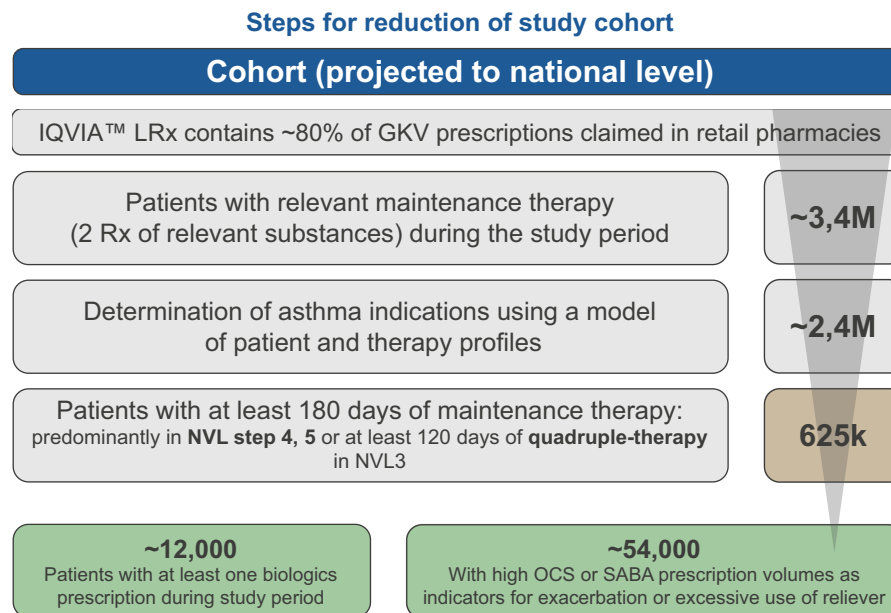 Steps for reduction of study cohort
Cohort (projected to national level)
IQVIA™ LRx contains ~80% of GKV prescriptions claimed in retail pharmacies
Patients with relevant maintenance therapy
(2 Rx of relevant substances) during the study period
~3,4M
Determination of asthma indications using a model
of patient and therapy profiles
~2,4M
Patients with at least 180 days of maintenance therapy:
predominantly in NVL step 4, 5 or at least 120 days of quadruple-therapy
in NVL3
625k
~12,000
Patients with at least one biologics
prescription during study period
~54,000
With high OCS or SABA prescription volumes as
indicators for exacerbation or excessive use of reliever